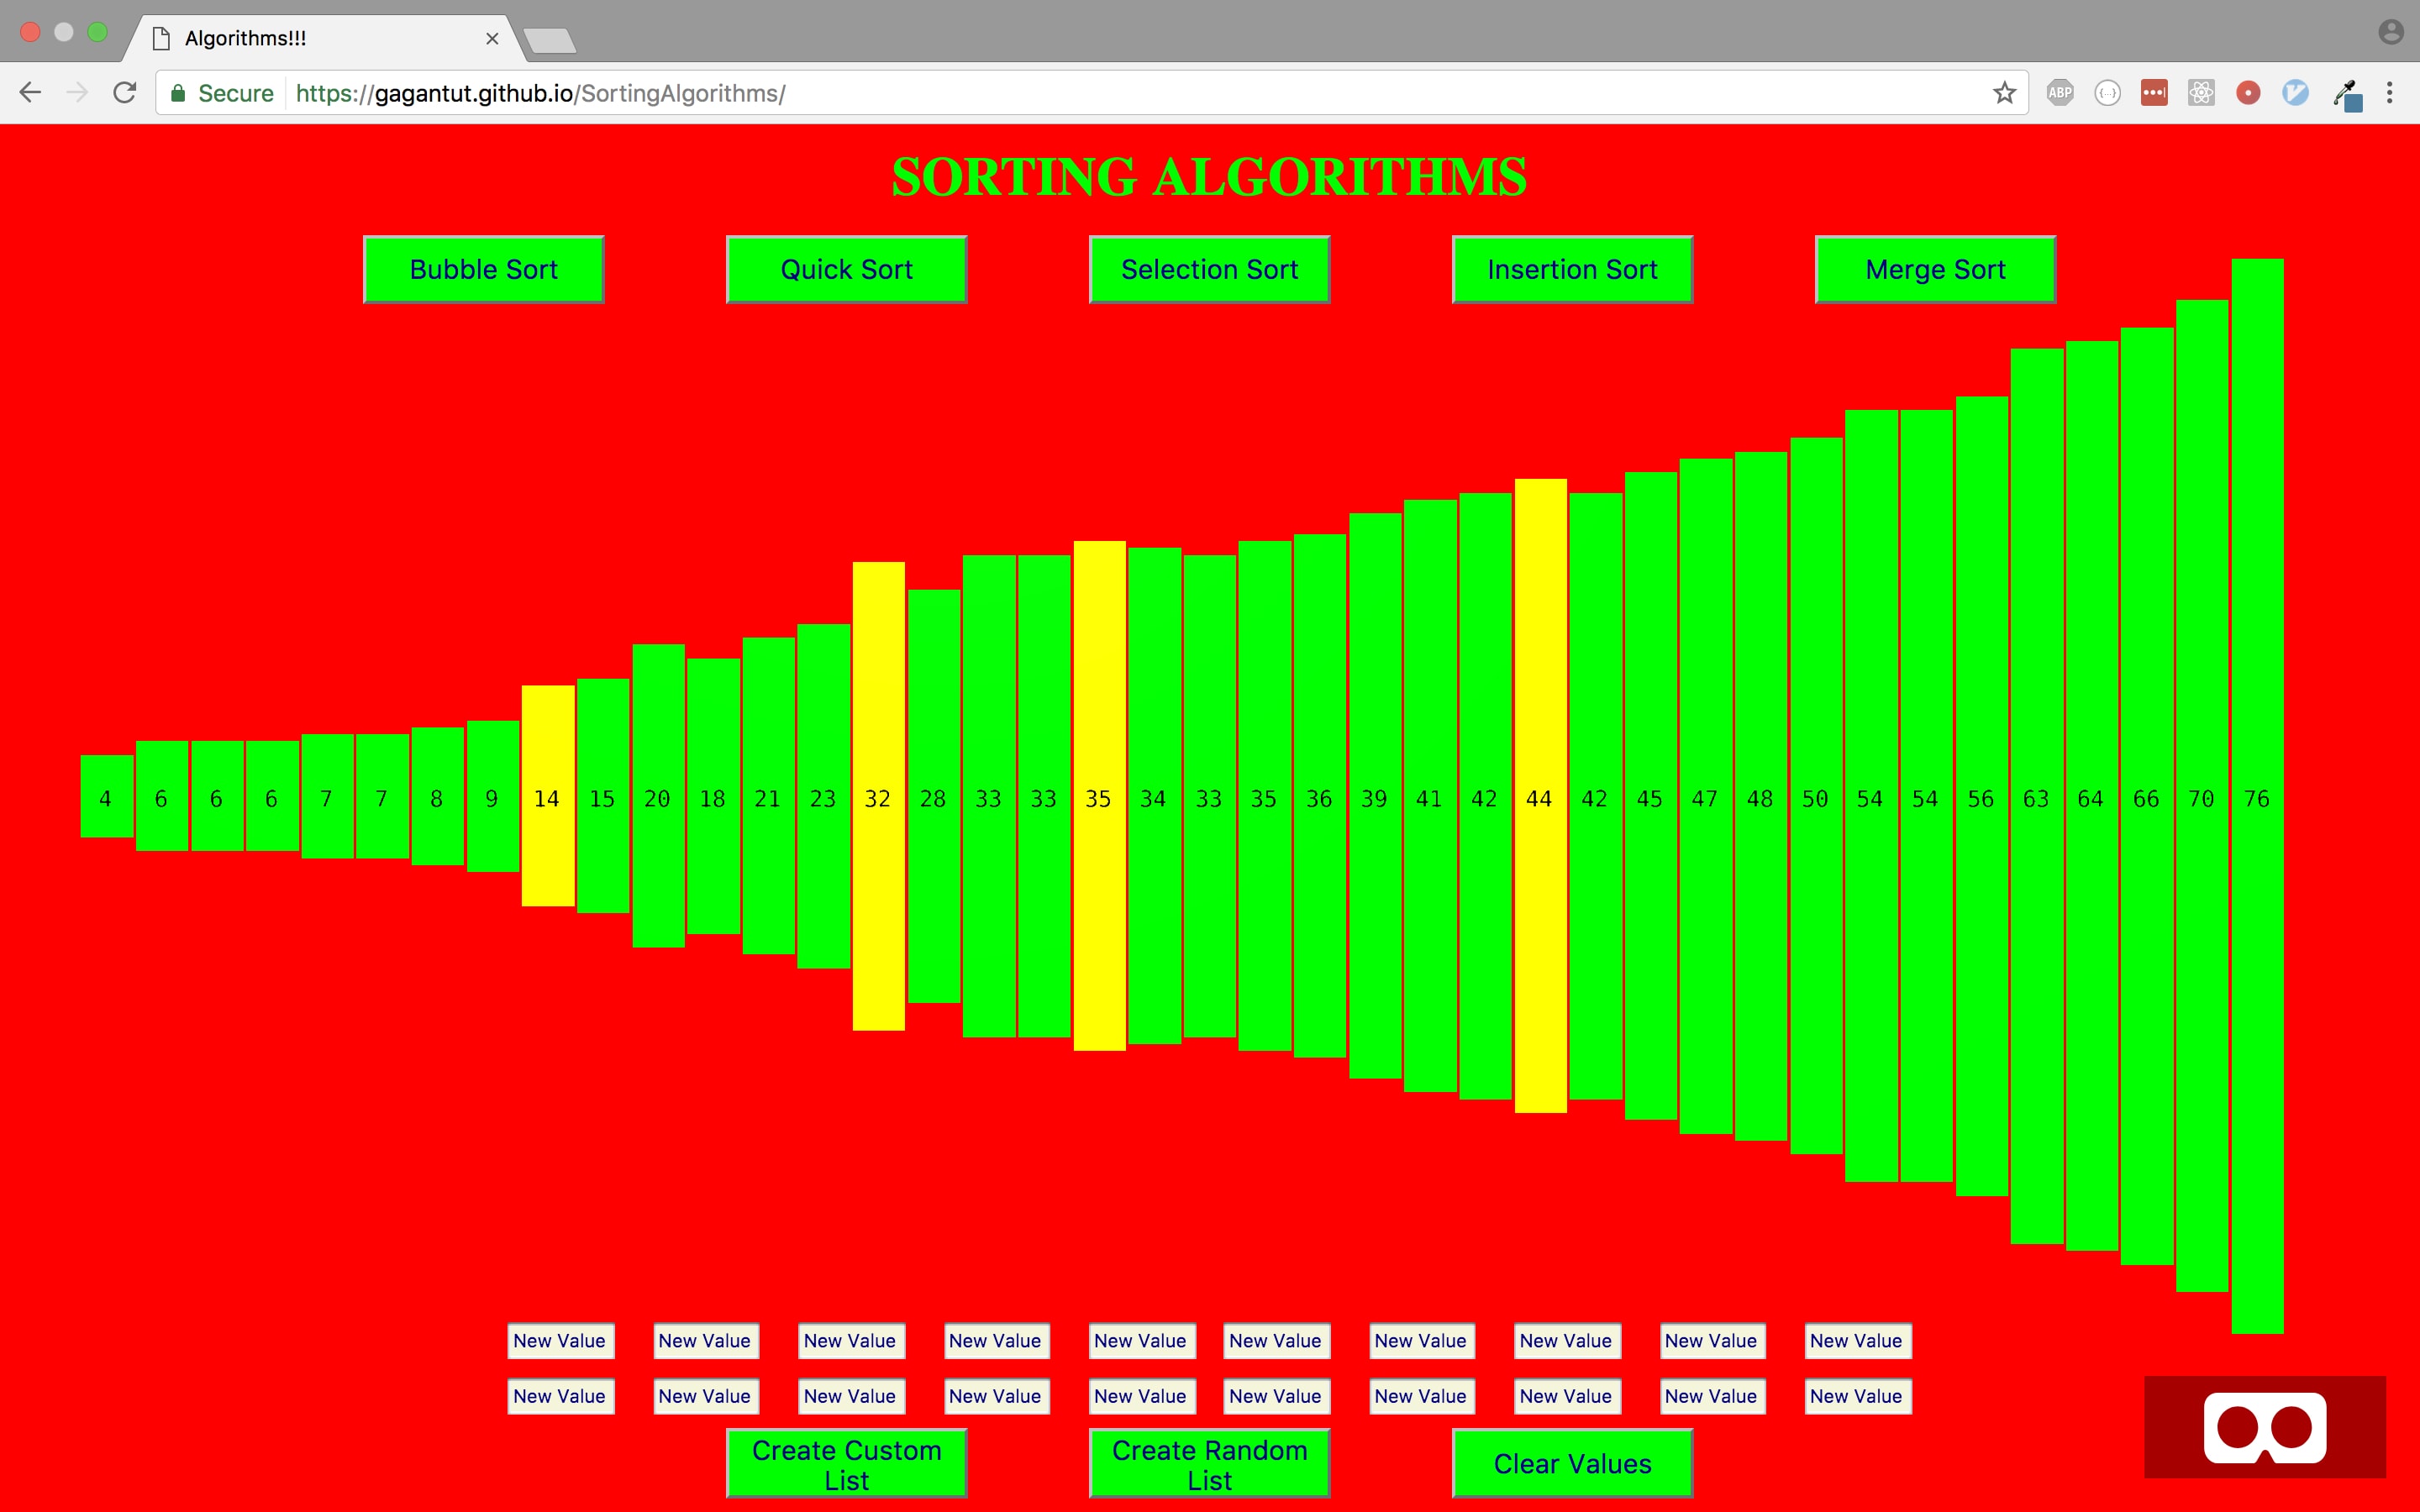 Algorithms!!!
Secure https://gagantut.github.io/SortingAlgorithms/
ABP {...}
SORTING ALGORITHMS
Bubble Sort Quick Sort Selection Sort Insertion Sort Merge Sort
4 6 6 6 7 7 8 9 14 15 20 18 21 23 32 28 33 33 35 34 33 35 36 39 41 42 44 42 45 47 48 50 54 54 56 63 64 66 70 76
New Value New Value New Value New Value New Value New Value New Value New Value New Value New Value
New Value New Value New Value New Value New Value New Value New Value New Value New Value New Value
Create Custom List Create Random List Clear Values